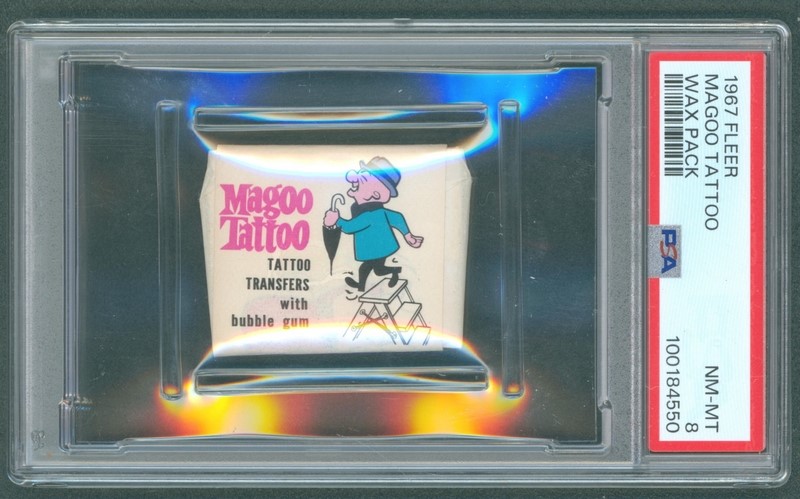 Magoo
Tattoo
TATTOO
TRANSFERS
with
bubble gum
1967 FLEER
MAGOO TATTOO
WAX PACK
PSA
NM-MT
8
100184550